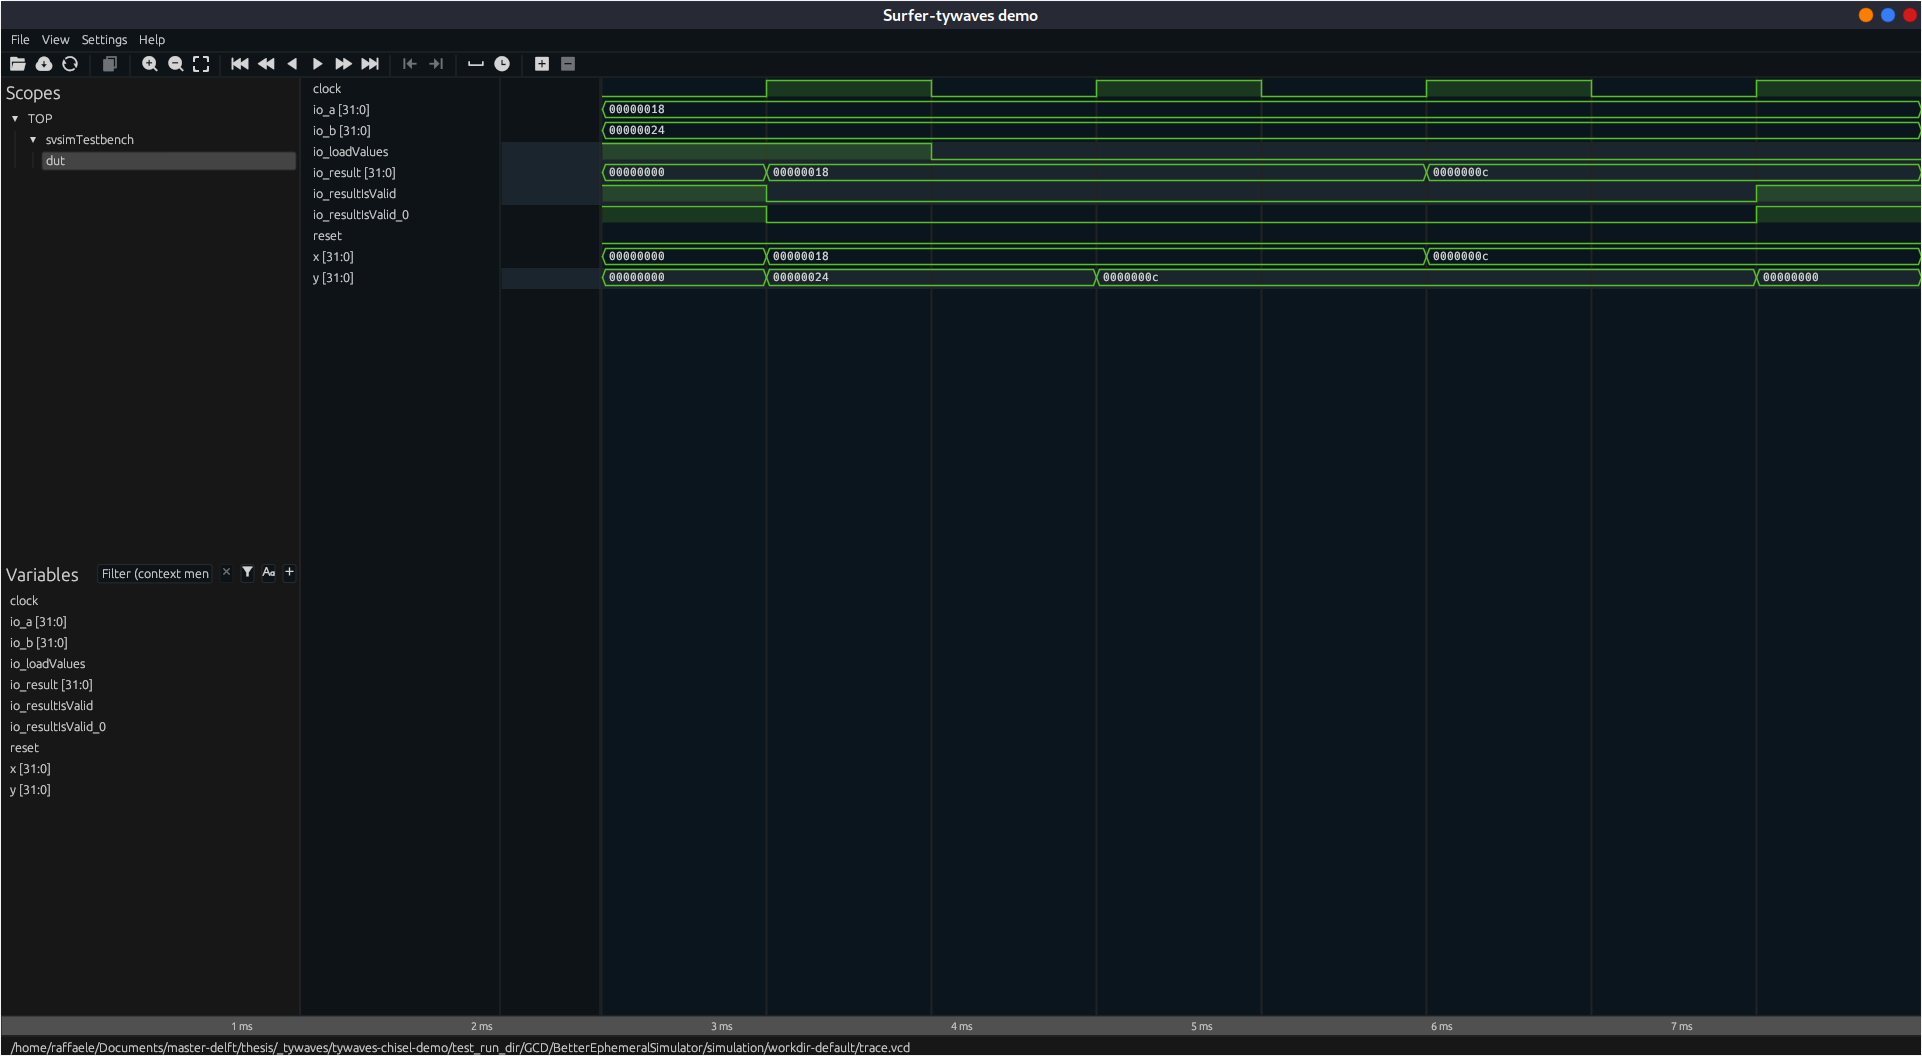 Surfer-tywaves demo
File View Settings Help
Scopes
TOP
svsimTestbench
dut
clock
io_a [31:0]
00000018
io_b [31:0]
00000024
io_loadValues
io_result [31:0]
00000000 00000018 0000000c
io_resultIsValid
io_resultIsValid_0
reset
x [31:0]
00000000 00000018 0000000c
y [31:0]
00000000 00000024 0000000c 00000000
Variables Filter (context men × Aa +
clock
io_a [31:0]
io_b [31:0]
io_loadValues
io_result [31:0]
io_resultIsValid
io_resultIsValid_0
reset
x [31:0]
y [31:0]
1 ms 2 ms 3 ms 4 ms 5 ms 6 ms 7 ms
/home/raffaele/Documents/master-delft/thesis/_tywaves/tywaves-chisel-demo/test_run_dir/GCD/BetterEphemeralSimulator/simulation/workdir-default/trace.vcd